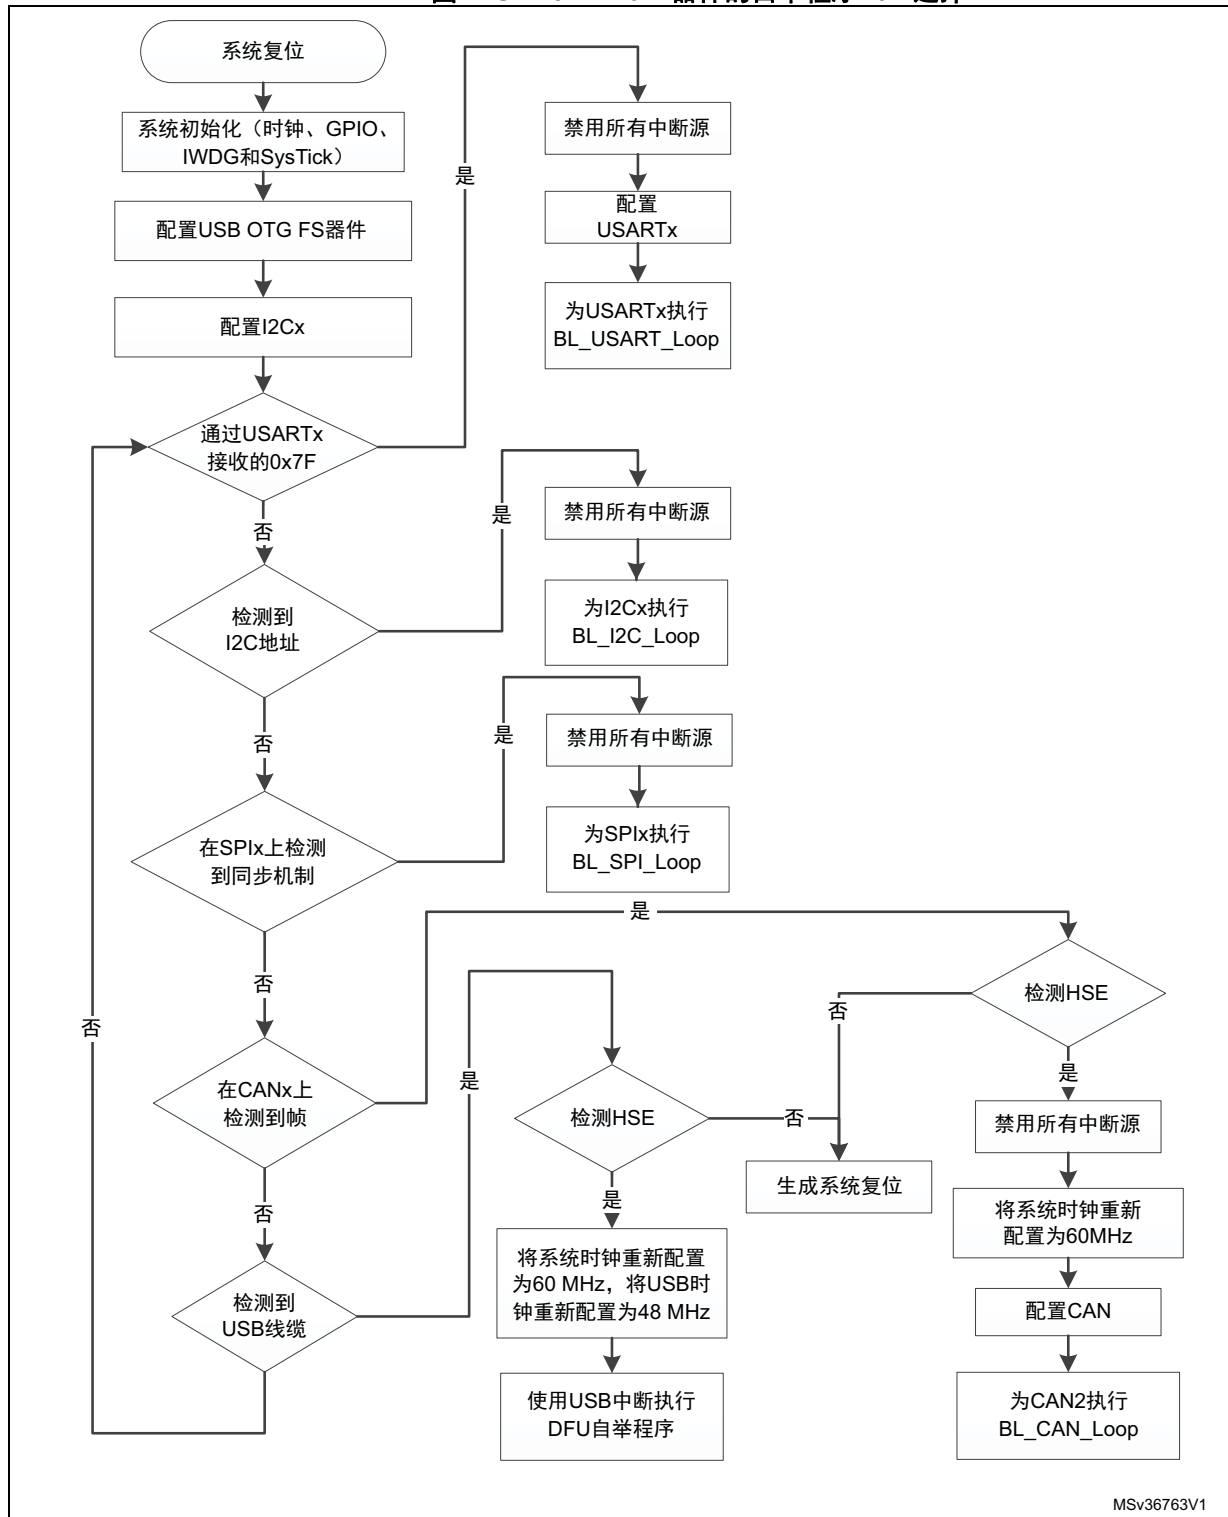 系统复位
系统初始化（时钟、GPIO、
IWDG和SysTick）
配置USB OTG FS器件
配置I2Cx
通过USARTx
接收的0x7F
是
禁用所有中断源
配置
USARTx
为USARTx执行
BL_USART_Loop
否
检测到
I2C地址
是
禁用所有中断源
为I2Cx执行
BL_I2C_Loop
否
在SPIx上检测
到同步机制
是
禁用所有中断源
为SPIx执行
BL_SPI_Loop
否
在CANx上
检测到帧
是
检测HSE
否
是
禁用所有中断源
将系统时钟重新
配置为60MHz
配置CAN
为CAN2执行
BL_CAN_Loop
否
检测到
USB线缆
是
检测HSE
否
生成系统复位
是
将系统时钟重新配置
为60 MHz，将USB时
钟重新配置为48 MHz
使用USB中断执行
DFU自举程序
否
MSv36763V1